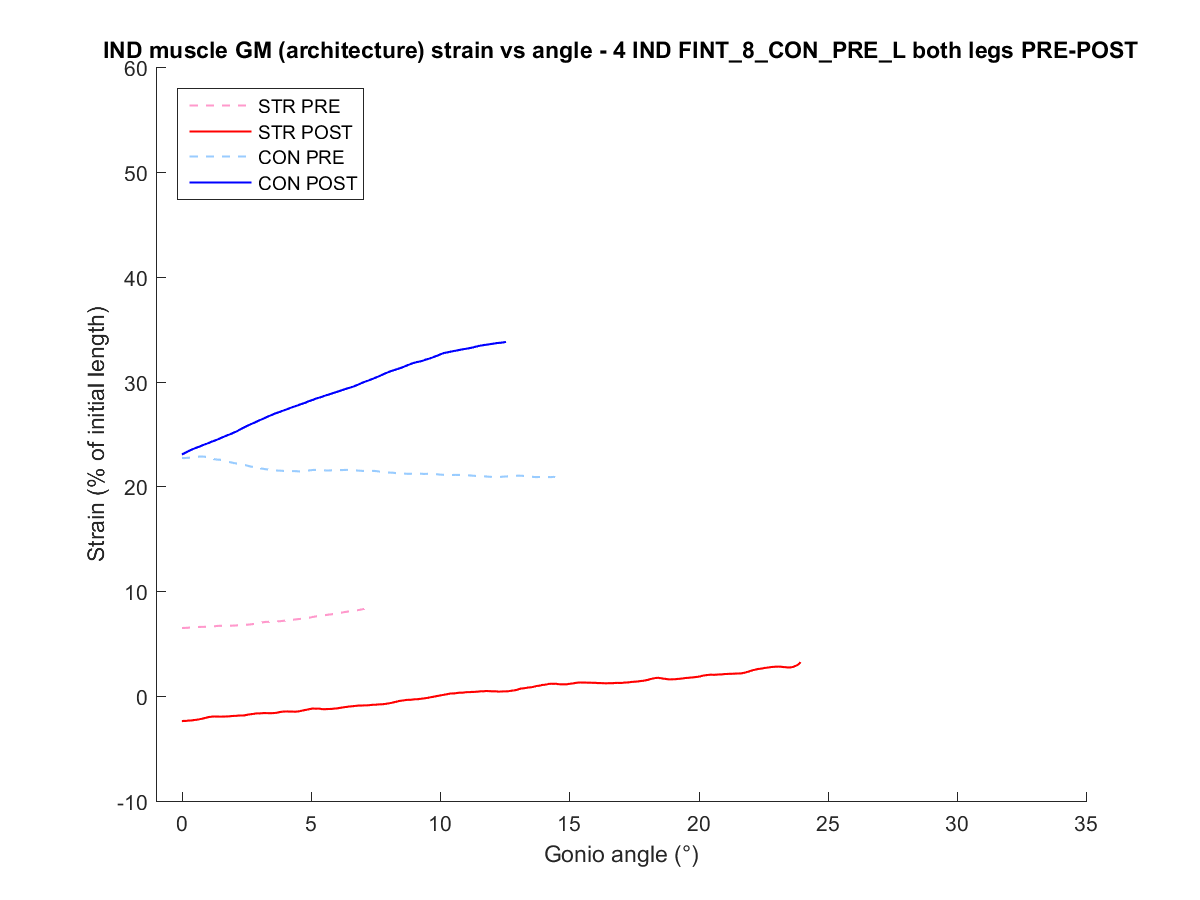 IND muscle GM (architecture) strain vs angle - 4 IND FINT_8_CON_PRE_L both legs PRE-POST
60
50
40
30
20
10
0
-10
Strain (% of initial length)
STR PRE
STR POST
CON PRE
CON POST
0 5 10 15 20 25 30 35
Gonio angle (°)